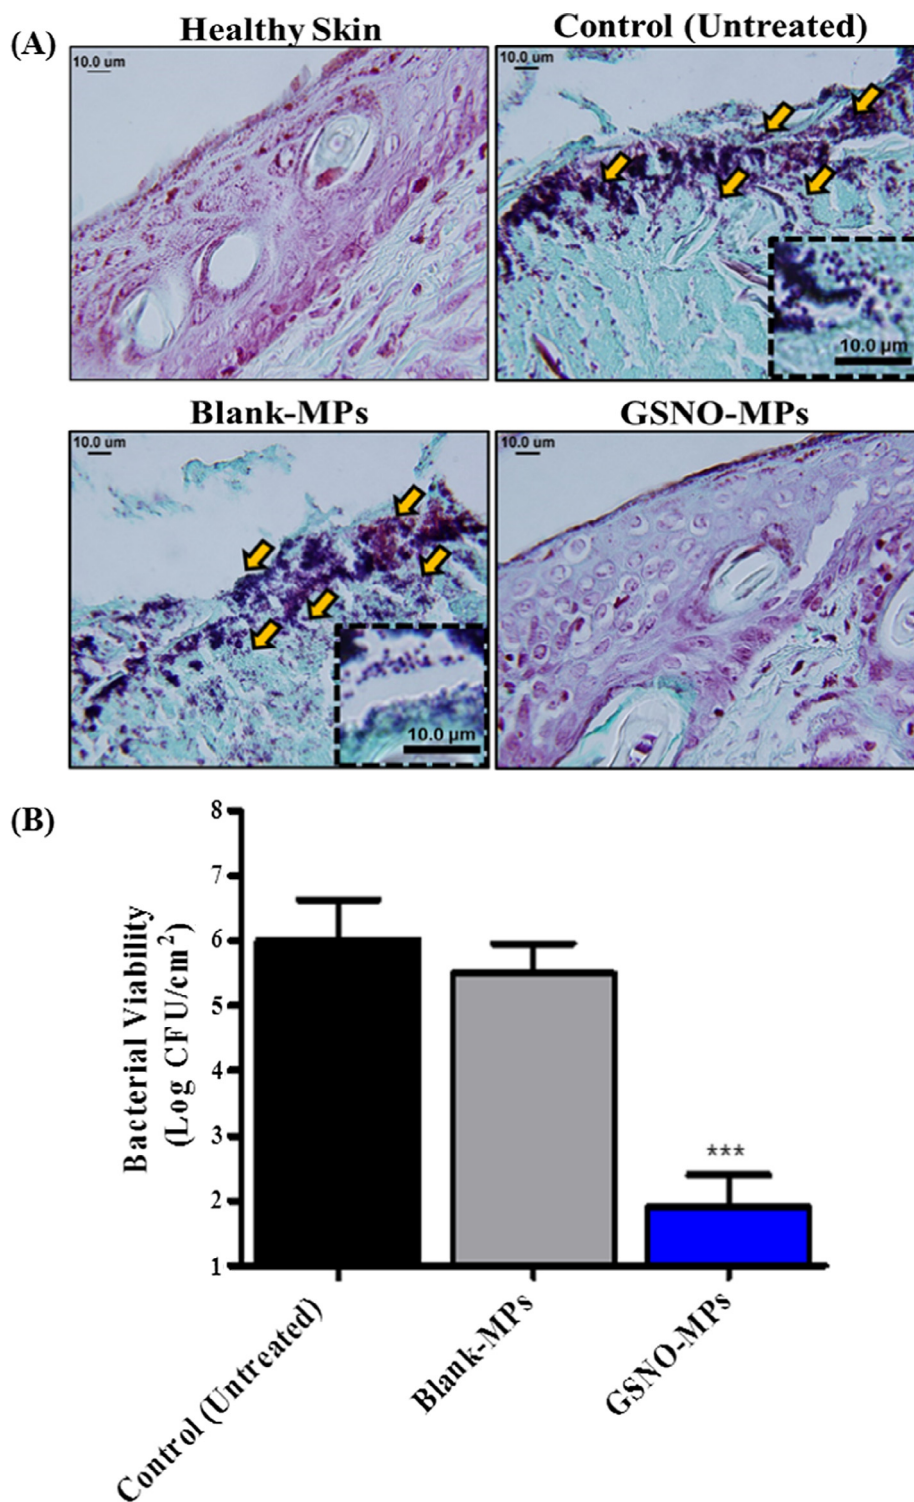 (A)
Healthy Skin
Control (Untreated)
10.0 um
10.0 um
10.0 µm
Blank-MPs
GSNO-MPs
10.0 um
10.0 um
10.0 µm
(B)
Bacterial Viability
(Log CFU/cm²)
8
7
6
5
4
3
2
1
***
Control (Untreated)
Blank-MPs
GSNO-MPs